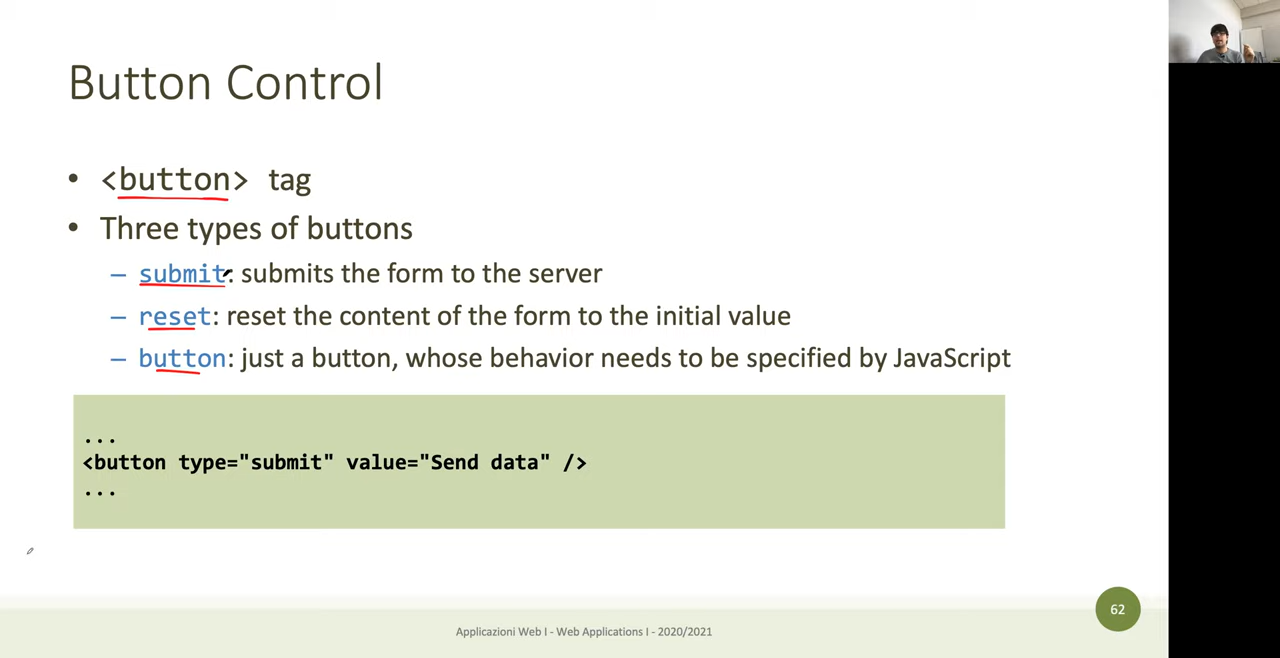 Button Control
• <button> tag
• Three types of buttons
– submit: submits the form to the server
– reset: reset the content of the form to the initial value
– button: just a button, whose behavior needs to be specified by JavaScript
...
<button type="submit" value="Send data" />
...
62
Applicazioni Web I - Web Applications I - 2020/2021